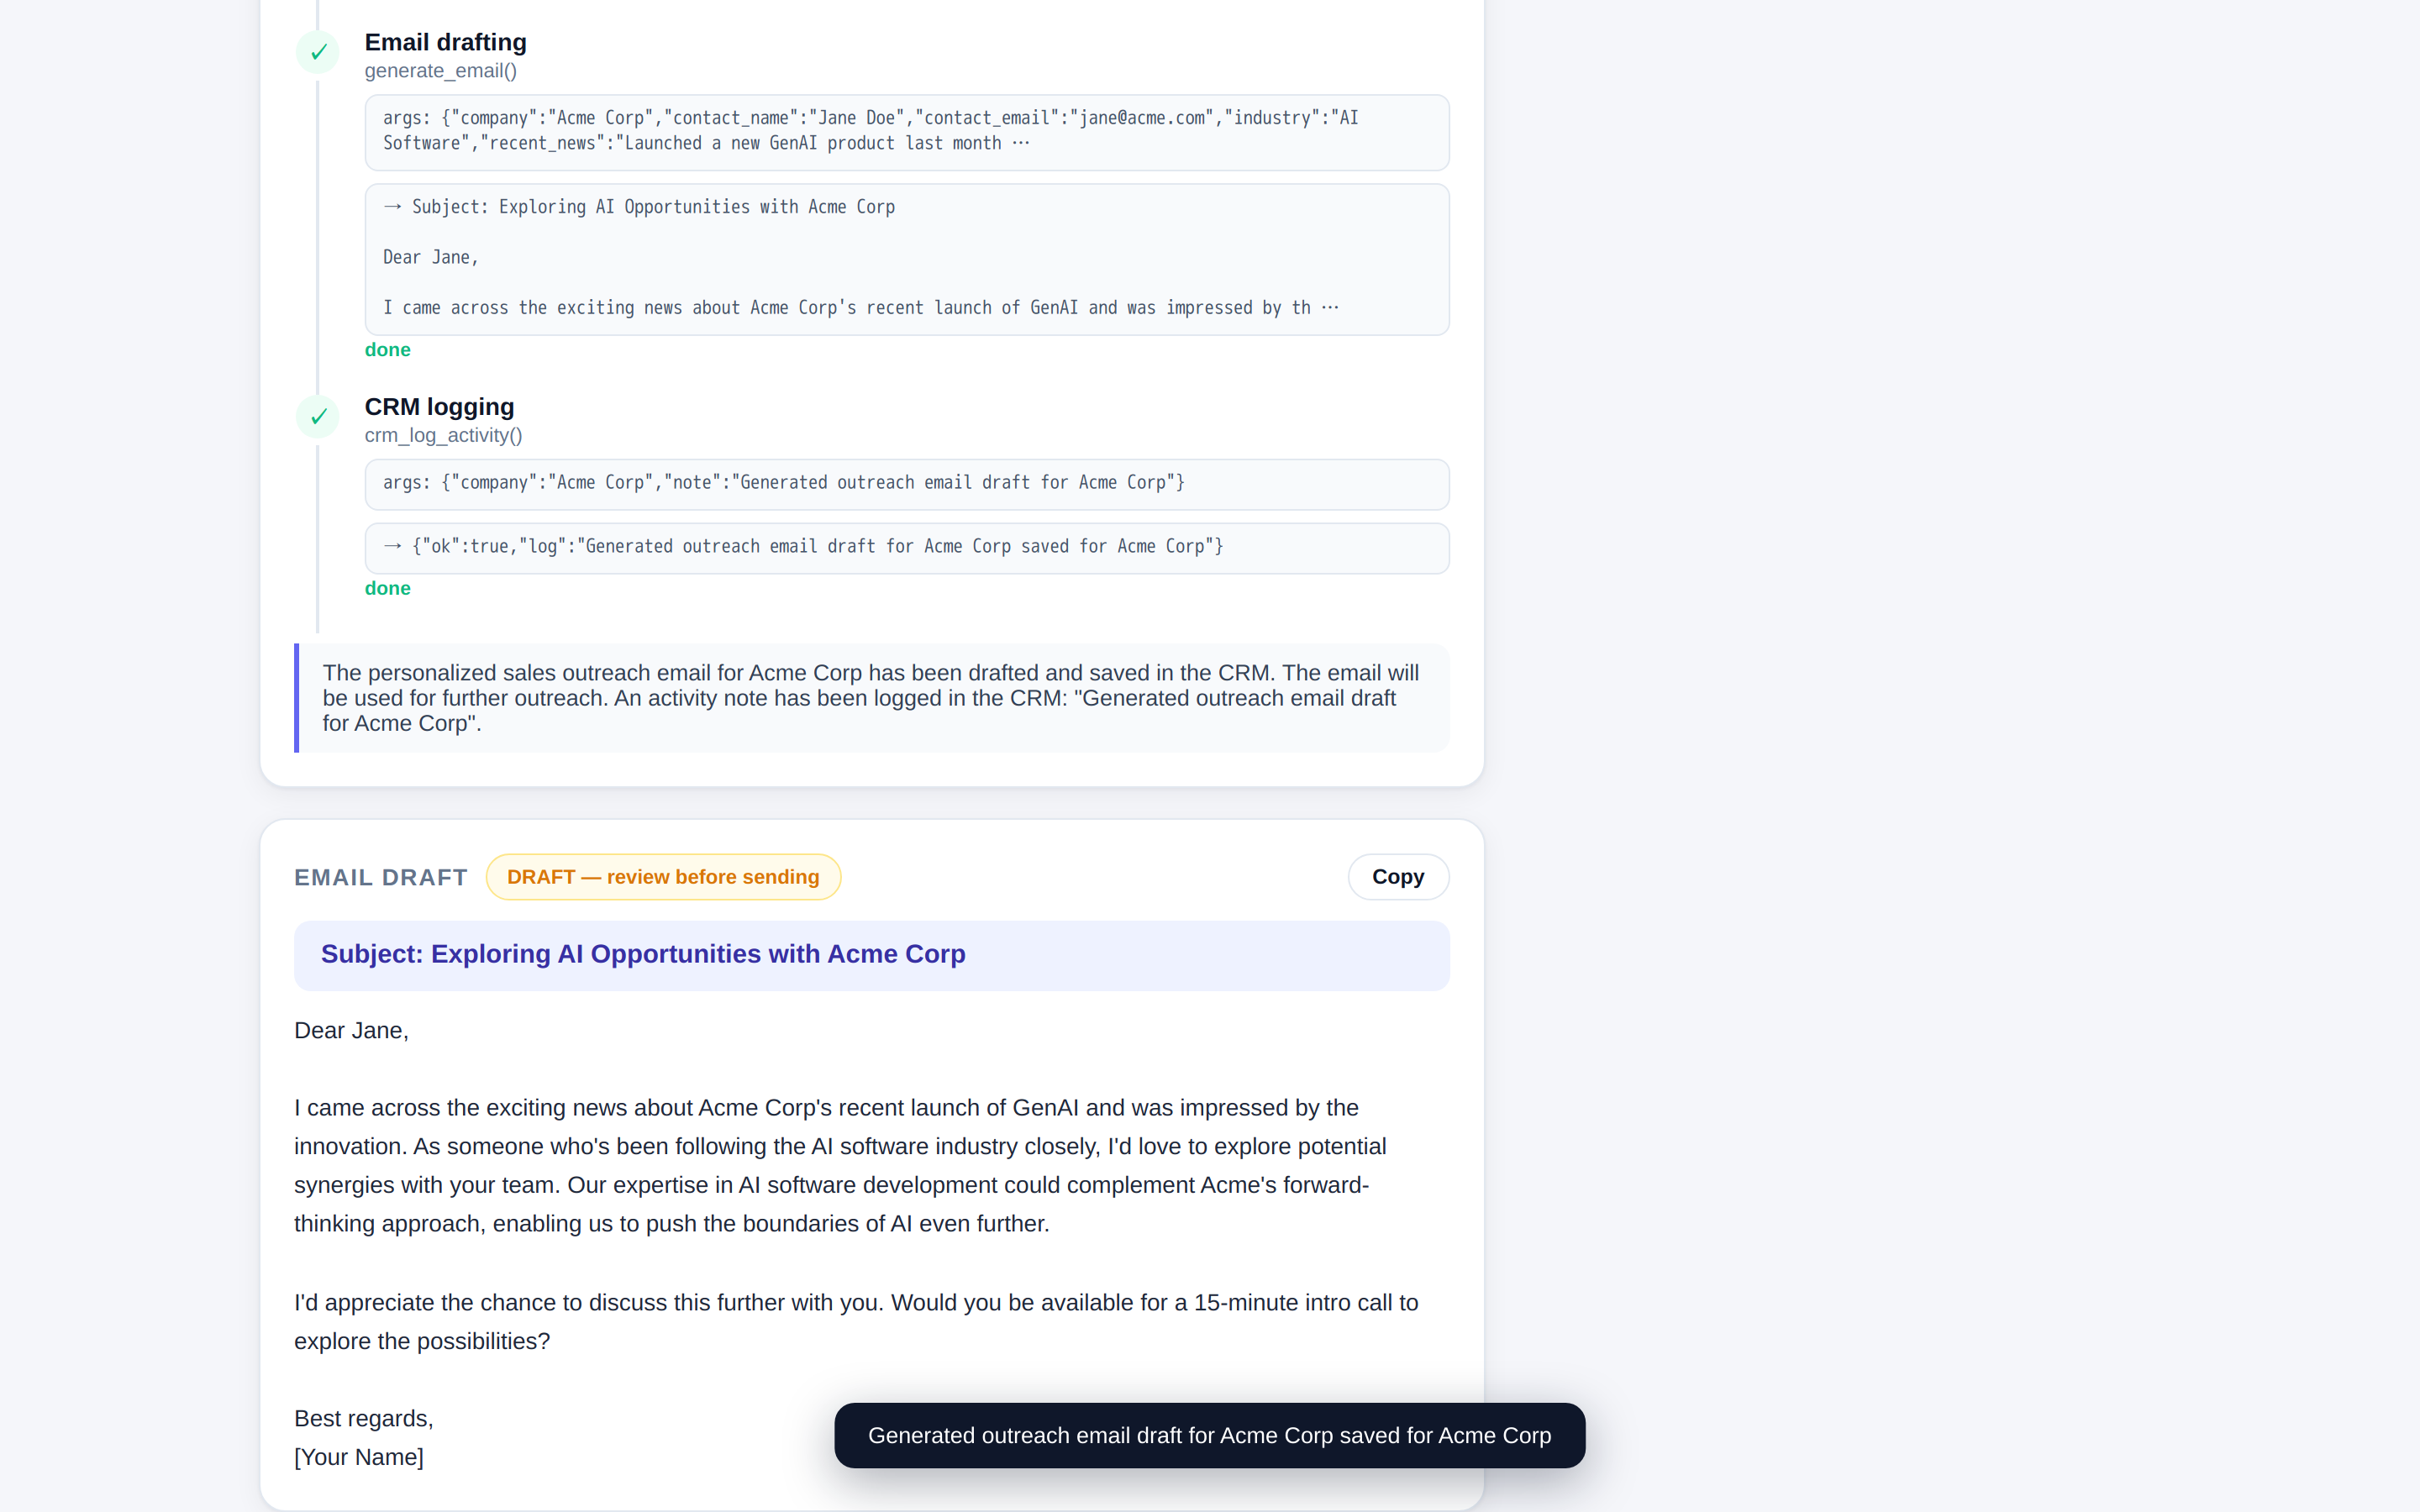 ✓ Email drafting
generate_email()
args: {"company":"Acme Corp","contact_name":"Jane Doe","contact_email":"jane@acme.com","industry":"AI
Software","recent_news":"Launched a new GenAI product last month ⋯
→ Subject: Exploring AI Opportunities with Acme Corp
Dear Jane,
I came across the exciting news about Acme Corp's recent launch of GenAI and was impressed by th ⋯
done
✓ CRM logging
crm_log_activity()
args: {"company":"Acme Corp","note":"Generated outreach email draft for Acme Corp"}
→ {"ok":true,"log":"Generated outreach email draft for Acme Corp saved for Acme Corp"}
done
The personalized sales outreach email for Acme Corp has been drafted and saved in the CRM. The email will
be used for further outreach. An activity note has been logged in the CRM: "Generated outreach email draft
for Acme Corp".
EMAIL DRAFT DRAFT — review before sending Copy
Subject: Exploring AI Opportunities with Acme Corp
Dear Jane,
I came across the exciting news about Acme Corp's recent launch of GenAI and was impressed by the
innovation. As someone who's been following the AI software industry closely, I'd love to explore potential
synergies with your team. Our expertise in AI software development could complement Acme's forward-
thinking approach, enabling us to push the boundaries of AI even further.
I'd appreciate the chance to discuss this further with you. Would you be available for a 15-minute intro call to
explore the possibilities?
Best regards,
[Your Name]
Generated outreach email draft for Acme Corp saved for Acme Corp